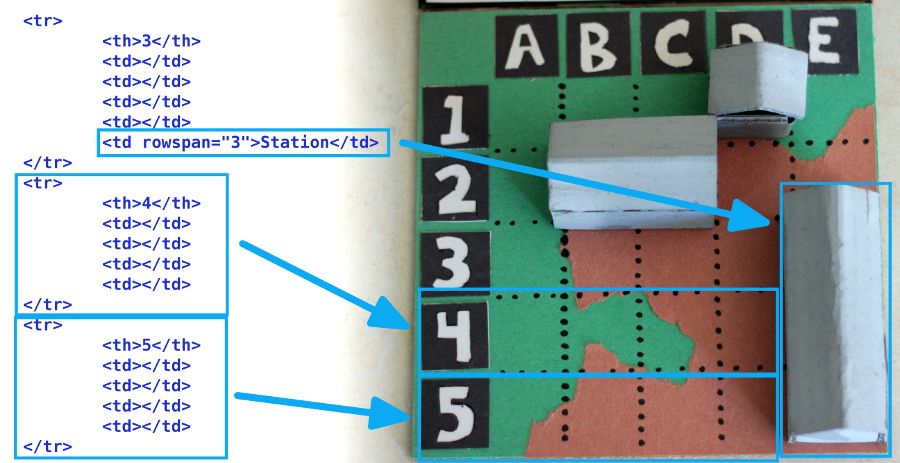 <tr>
<th>3</th>
<td></td>
<td></td>
<td></td>
<td></td>
<td rowspan="3">Station</td>
</tr>
<tr>
<th>4</th>
<td></td>
<td></td>
<td></td>
<td></td>
</tr>
<tr>
<th>5</th>
<td></td>
<td></td>
<td></td>
<td></td>
</tr>
A B C D E
1
2
3
4
5